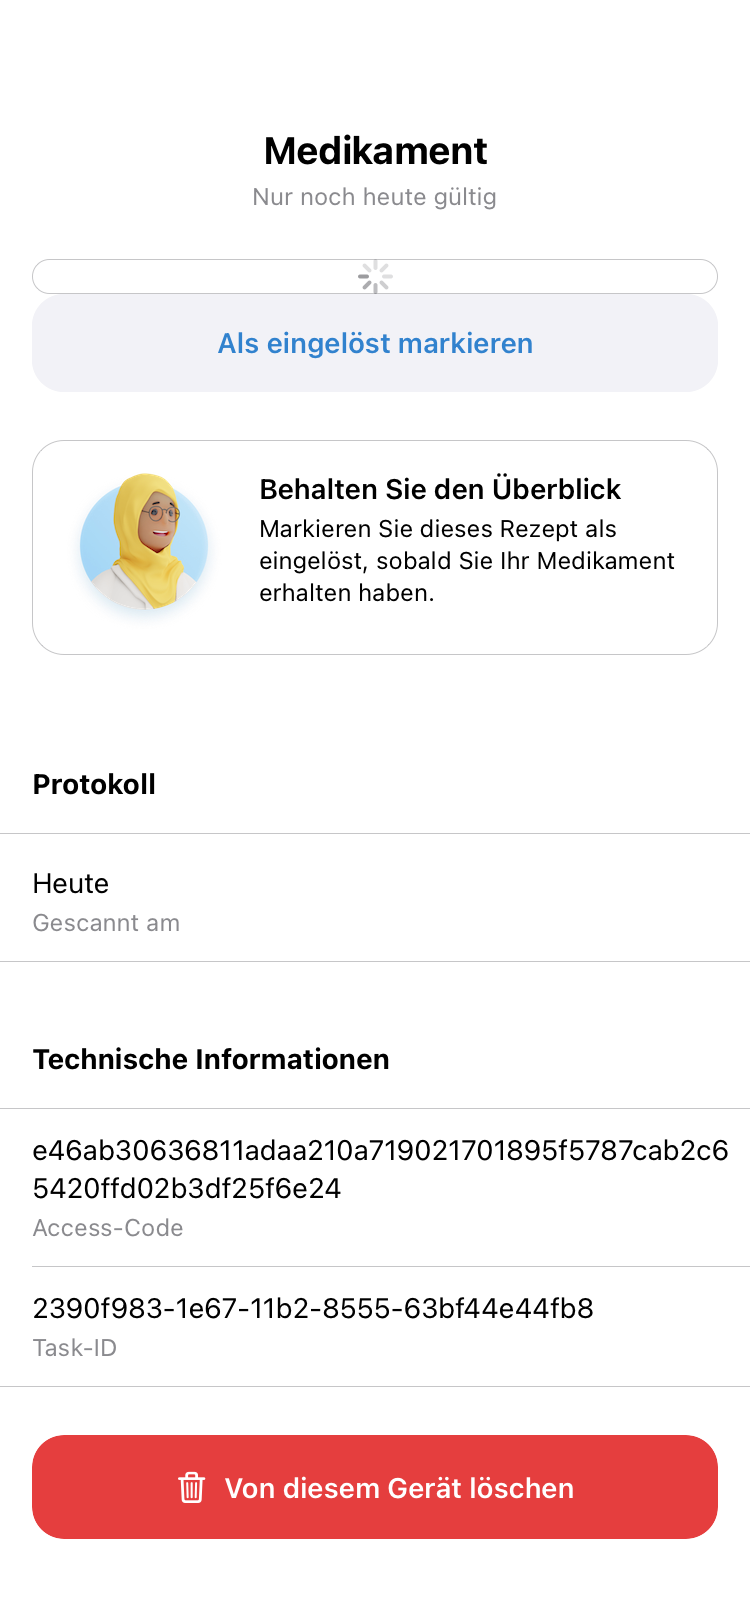 Medikament
Nur noch heute gültig
Als eingelöst markieren
Behalten Sie den Überblick
Markieren Sie dieses Rezept als
eingelöst, sobald Sie Ihr Medikament
erhalten haben.
Protokoll
Heute
Gescannt am
Technische Informationen
e46ab30636811adaa210a719021701895f5787cab2c6
5420ffd02b3df25f6e24
Access-Code
2390f983-1e67-11b2-8555-63bf44e44fb8
Task-ID
Von diesem Gerät löschen